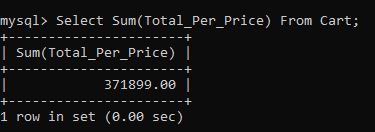 mysql> Select Sum(Total_Per_Price) From Cart;
+----------------------+
| Sum(Total_Per_Price) |
+----------------------+
|            371899.00 |
+----------------------+
1 row in set (0.00 sec)